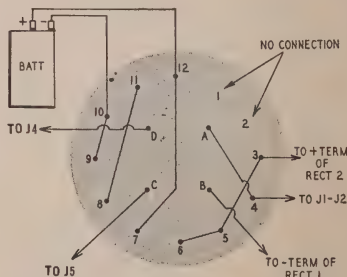 + -
BATT
NO CONNECTION
12
11
1
2
10
TO J4
D
A
3
TO + TERM
OF
RECT 2
9
C
B
8
4
TO J1-J2
7
6
5
TO J5
TO - TERM OF
RECT 1